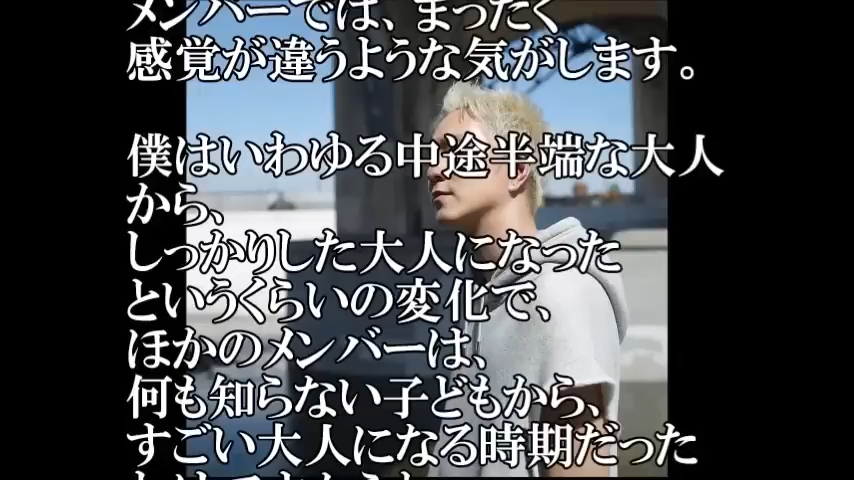 メンバーでは、まったく
感覚が違うような気がします。
僕はいわゆる中途半端な大人
から、
しっかりした大人になった
というくらいの変化で、
ほかのメンバーは、
何も知らない子どもから、
すごい大人になる時期だった